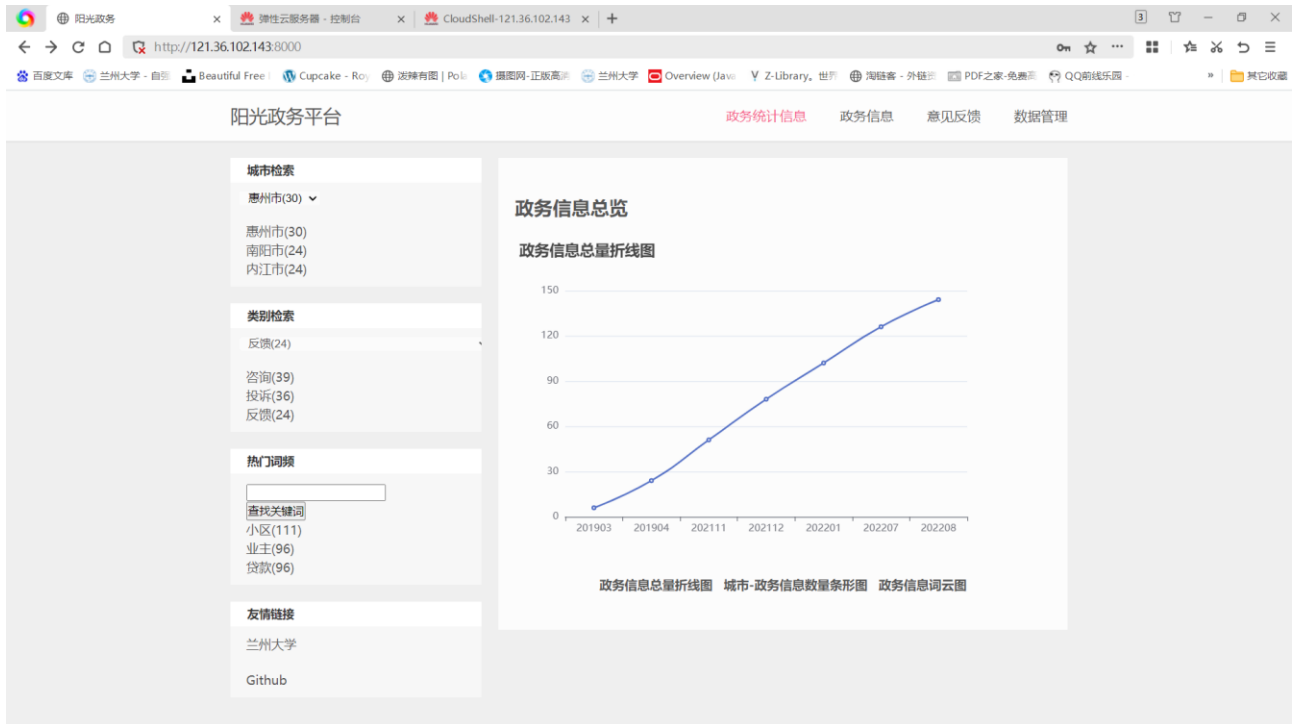 阳光政务
弹性云服务器 - 控制台
CloudShell-121.36.102.143
3
http://121.36.102.143:8000
百度文库 兰州大学 - 自强 Beautiful Free Cupcake - Roy 泼辣有图 | Pola 摄图网-正版高 兰州大学 Overview (Java Z-Library。世界 淘链客 - 外链 PDF之家-免费 QQ前线乐园 - » 其它收藏
阳光政务平台
政务统计信息 政务信息 意见反馈 数据管理
城市检索
惠州市(30)
惠州市(30)
南阳市(24)
内江市(24)
类别检索
反馈(24)
咨询(39)
投诉(36)
反馈(24)
热门词频
查找关键词
小区(111)
业主(96)
贷款(96)
友情链接
兰州大学
Github
政务信息总览
政务信息总量折线图
150
120
90
60
30
0
201903 201904 202111 202112 202201 202207 202208
政务信息总量折线图 城市-政务信息数量条形图 政务信息词云图